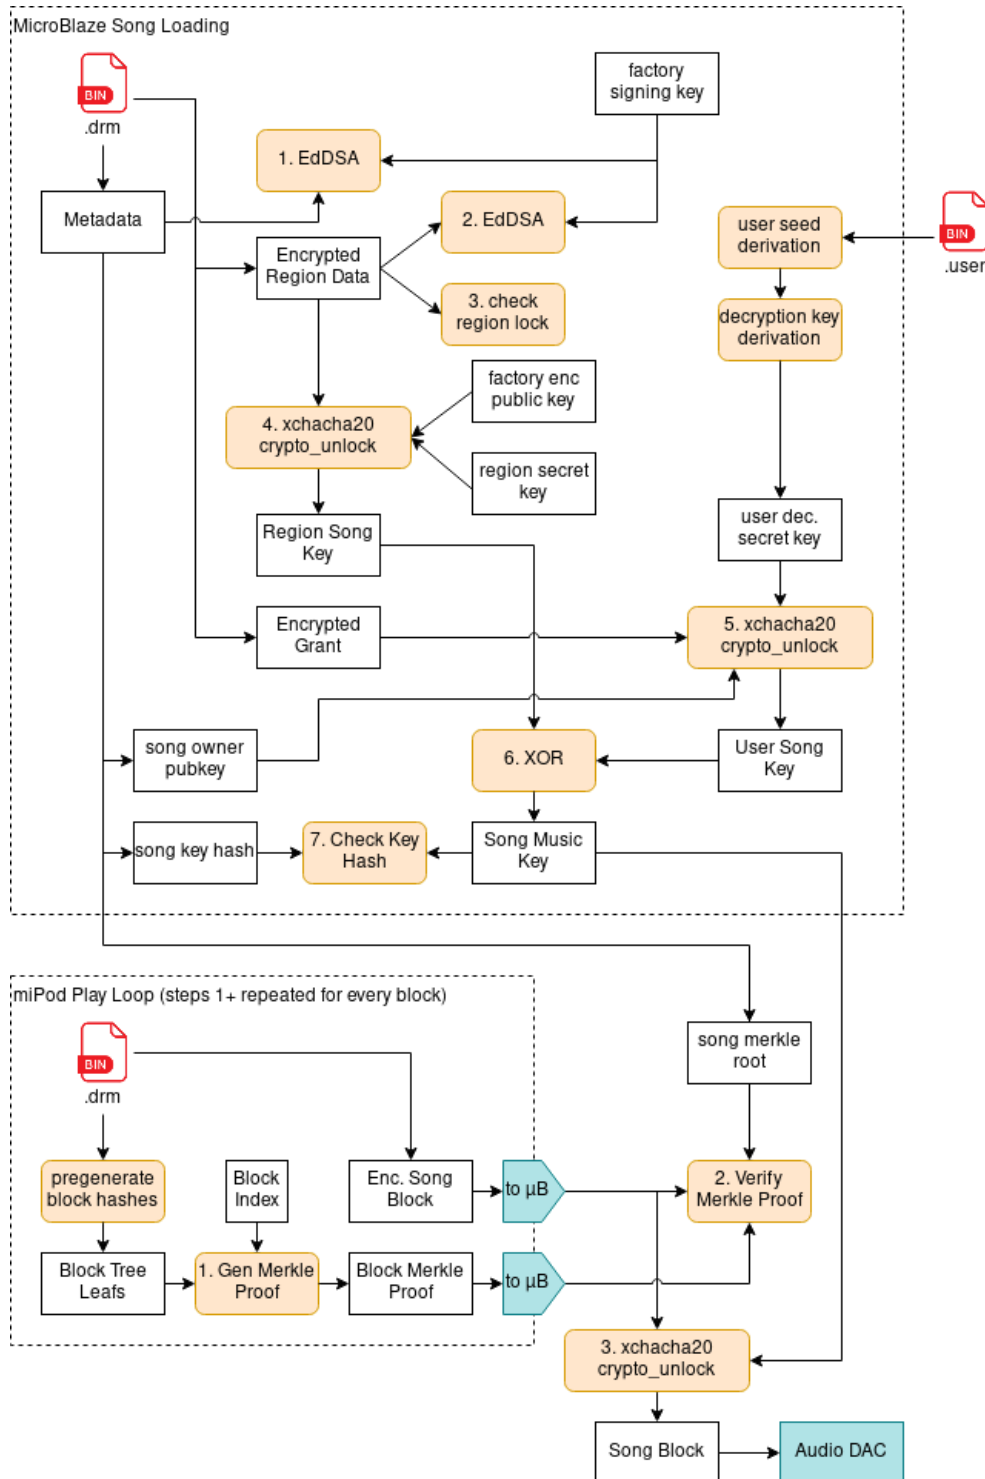 MicroBlaze Song Loading
BIN
.drm
factory
signing key
1. EdDSA
Metadata
2. EdDSA
user seed
derivation
BIN
.user
Encrypted
Region Data
3. check
region lock
decryption key
derivation
factory enc
public key
4. xchacha20
crypto_unlock
region secret
key
Region Song
Key
user dec.
secret key
Encrypted
Grant
5. xchacha20
crypto_unlock
song owner
pubkey
6. XOR
User Song
Key
song key hash
7. Check Key
Hash
Song Music
Key
miPod Play Loop (steps 1+ repeated for every block)
BIN
.drm
song merkle
root
pregenerate
block hashes
Block
Index
Enc. Song
Block
to µB
2. Verify
Merkle Proof
Block Tree
Leafs
1. Gen Merkle
Proof
Block Merkle
Proof
to µB
3. xchacha20
crypto_unlock
Song Block
Audio DAC